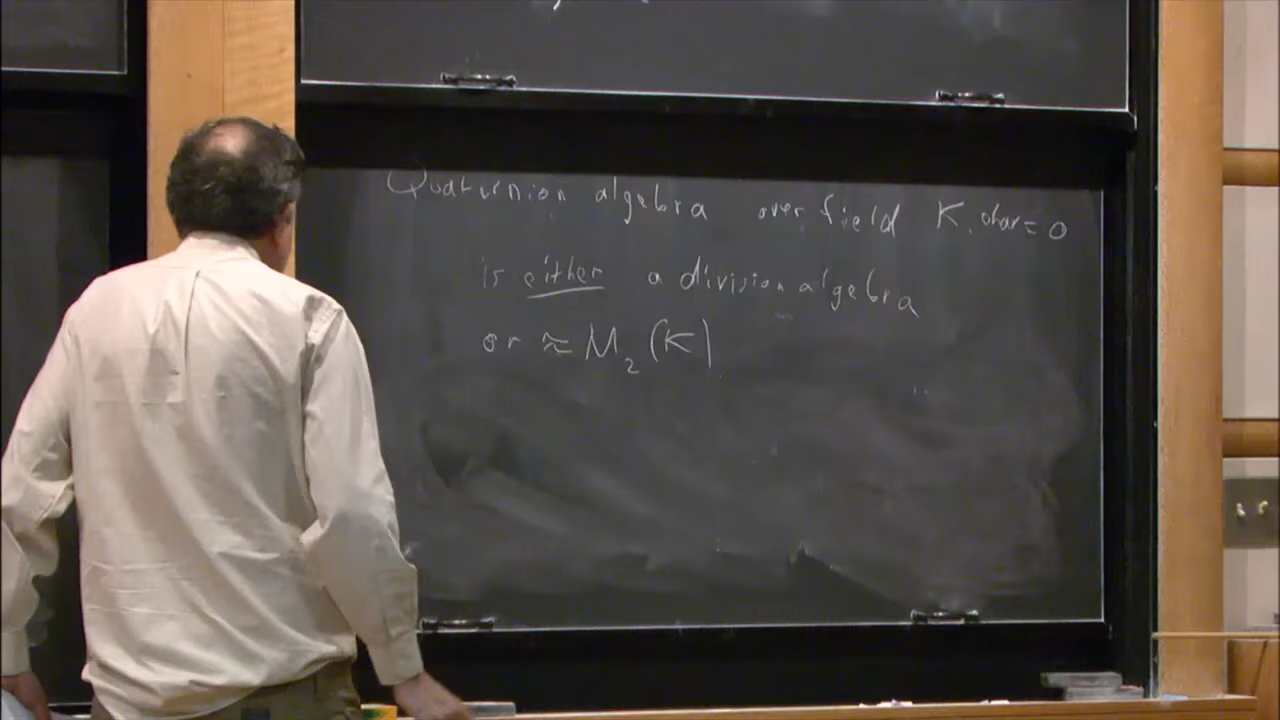 Quaternion algebra over field K, char = 0
is either a division algebra
or ≈ M₂(K)